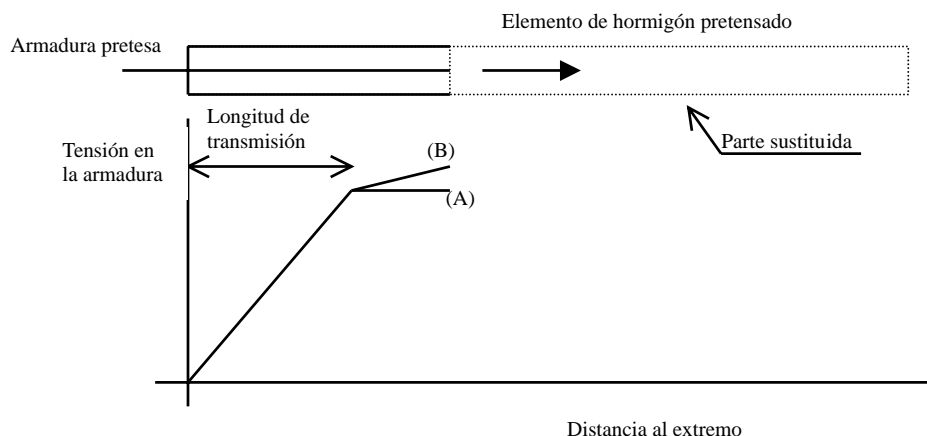 Elemento de hormigón pretensado
Armadura pretesa
Longitud de
transmisión
Parte sustituida
Tensión en
la armadura
(B)
(A)
Distancia al extremo